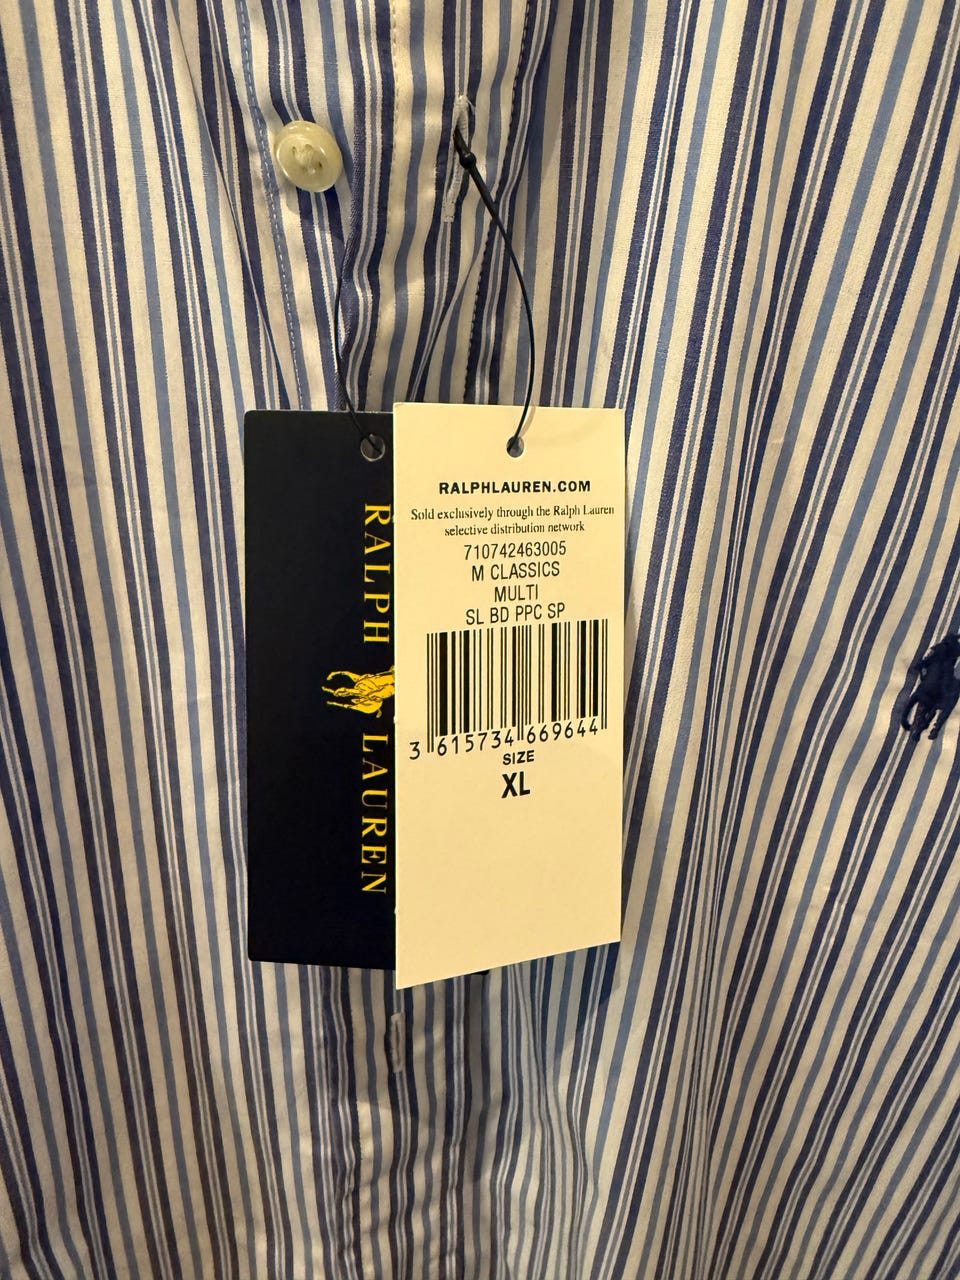 RALPH LAUREN
RALPHLAUREN.COM
Sold exclusively through the Ralph Lauren
selective distribution network
710742463005
M CLASSICS
MULTI
SL BD PPC SP
3 615734 669644
SIZE
XL